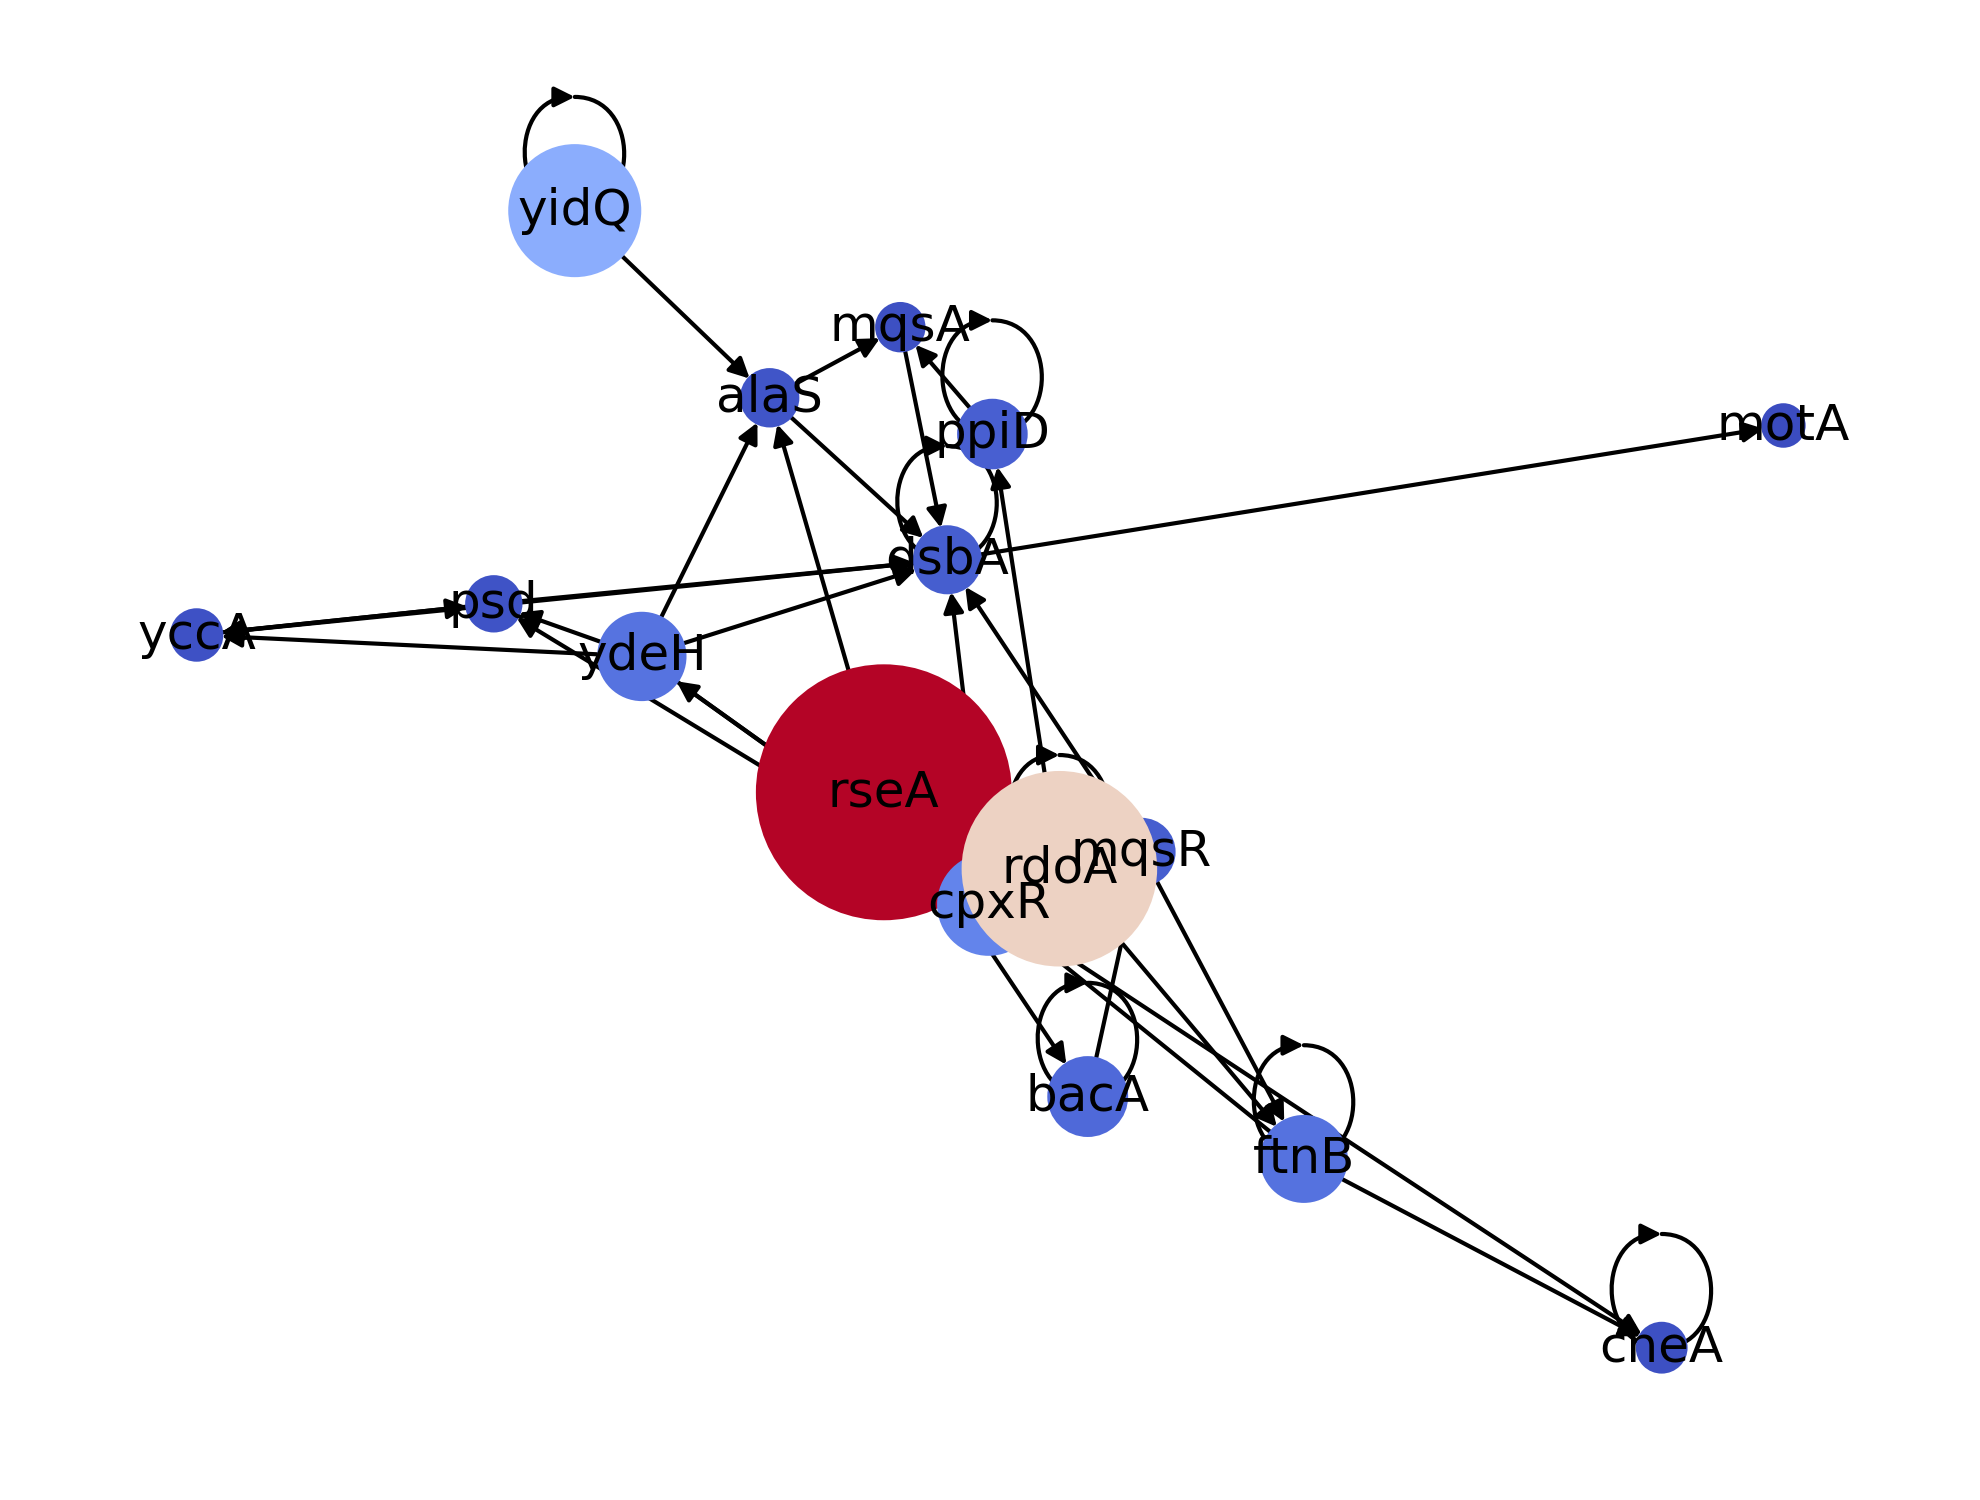 yidQ
mqsA
alaS
ppiD
motA
dsbA
psd
yccA
ydeH
rseA
mqsR
rdoA
cpxR
bacA
ftnB
cheA